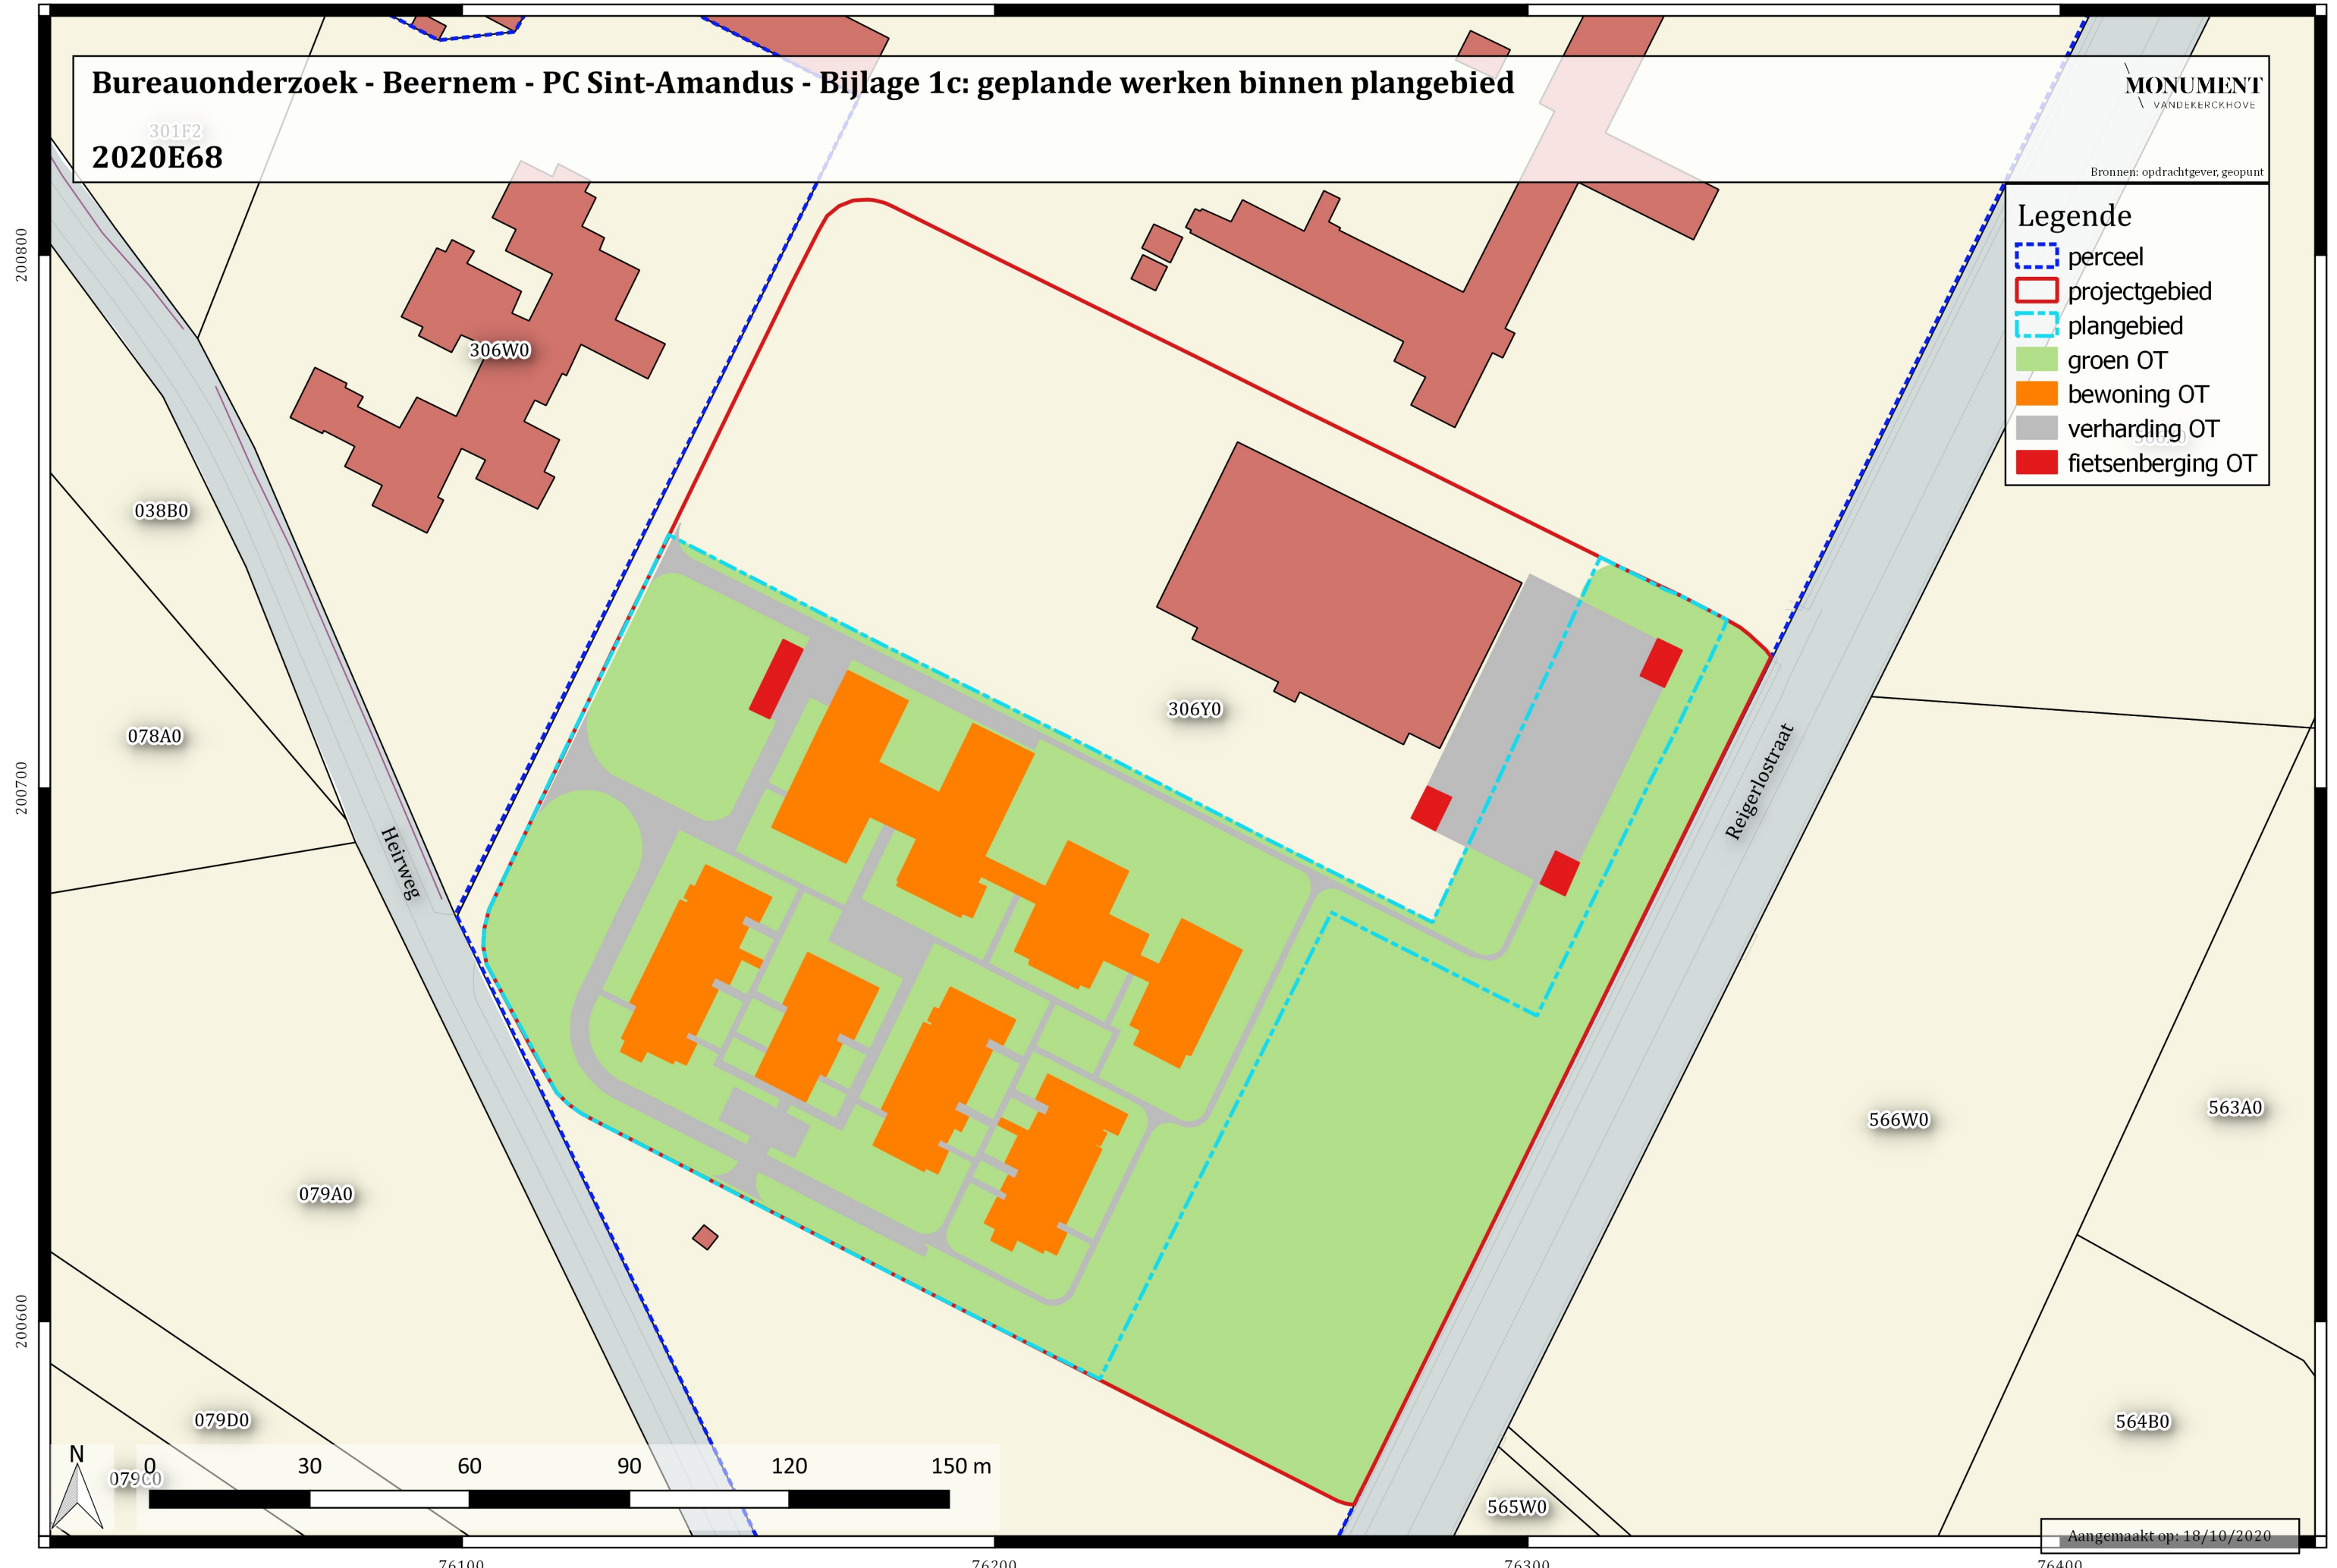 Bureauonderzoek - Beernem - PC Sint-Amandus - Bijlage 1c: geplande werken binnen plangebied
2020E68
MONUMENT
VANDEKERCKHOVE
Bronnen: opdrachtgever, geopunt
Legende
perceel
projectgebied
plangebied
groen OT
bewoning OT
verharding OT
fietsenberging OT
301F2
306W0
038B0
078A0
306Y0
Heirweg
Reigerlostraat
079A0
566W0
563A0
079D0
564B0
079C0
565W0
200800
200700
200600
N
0 30 60 90 120 150 m
Aangemaakt op: 18/10/2020
76100 76200 76300 76400